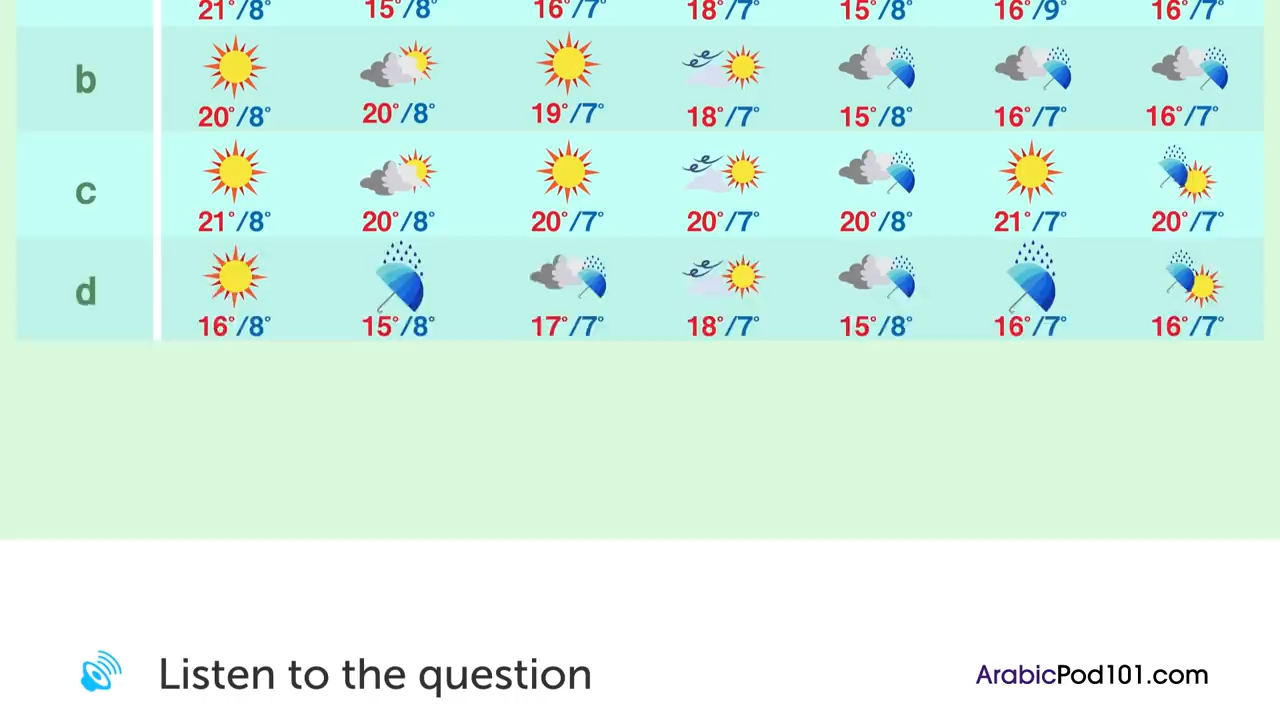 21°/8° 15°/8° 16°/7° 18°/7° 15°/8° 16°/9° 16°/7°
b
20°/8° 20°/8° 19°/7° 18°/7° 15°/8° 16°/7° 16°/7°
c
21°/8° 20°/8° 20°/7° 20°/7° 20°/8° 21°/7° 20°/7°
d
16°/8° 15°/8° 17°/7° 18°/7° 15°/8° 16°/7° 16°/7°
Listen to the question
ArabicPod101.com